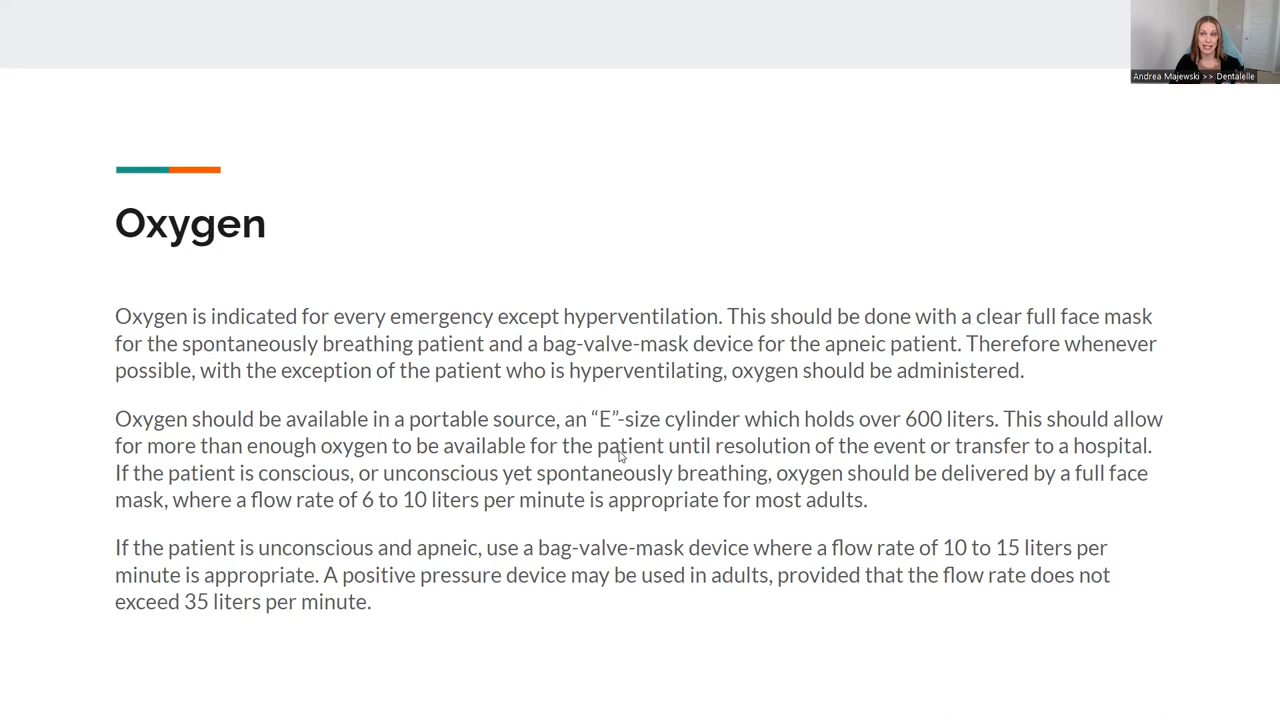 Andrea Majewski >> Dentalelle
Oxygen
Oxygen is indicated for every emergency except hyperventilation. This should be done with a clear full face mask
for the spontaneously breathing patient and a bag-valve-mask device for the apneic patient. Therefore whenever
possible, with the exception of the patient who is hyperventilating, oxygen should be administered.
Oxygen should be available in a portable source, an “E”-size cylinder which holds over 600 liters. This should allow
for more than enough oxygen to be available for the patient until resolution of the event or transfer to a hospital.
If the patient is conscious, or unconscious yet spontaneously breathing, oxygen should be delivered by a full face
mask, where a flow rate of 6 to 10 liters per minute is appropriate for most adults.
If the patient is unconscious and apneic, use a bag-valve-mask device where a flow rate of 10 to 15 liters per
minute is appropriate. A positive pressure device may be used in adults, provided that the flow rate does not
exceed 35 liters per minute.